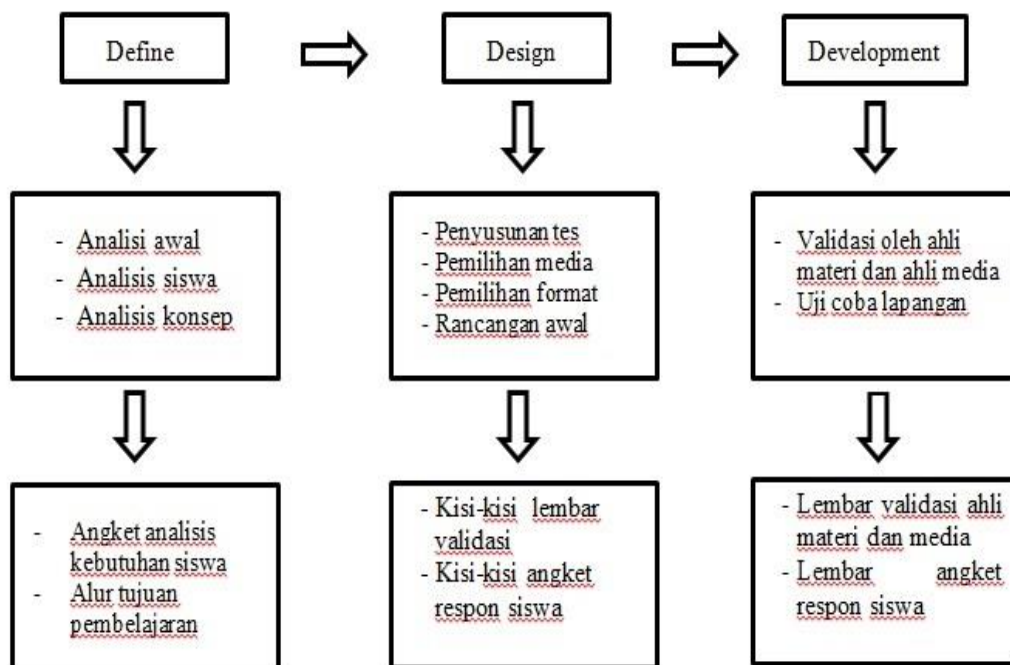 Define
Design
Development
- Analisi awal
- Analisis siswa
- Analisis konsep
- Penyusunan tes
- Pemilihan media
- Pemilihan format
- Rancangan awal
- Validasi oleh ahli
materi dan ahli media
- Uji coba lapangan
- Angket analisis
kebutuhan siswa
- Alur tujuan
pembelajaran
- Kisi-kisi lembar
validasi
- Kisi-kisi angket
respon siswa
- Lembar validasi ahli
materi dan media
- Lembar angket
respon siswa